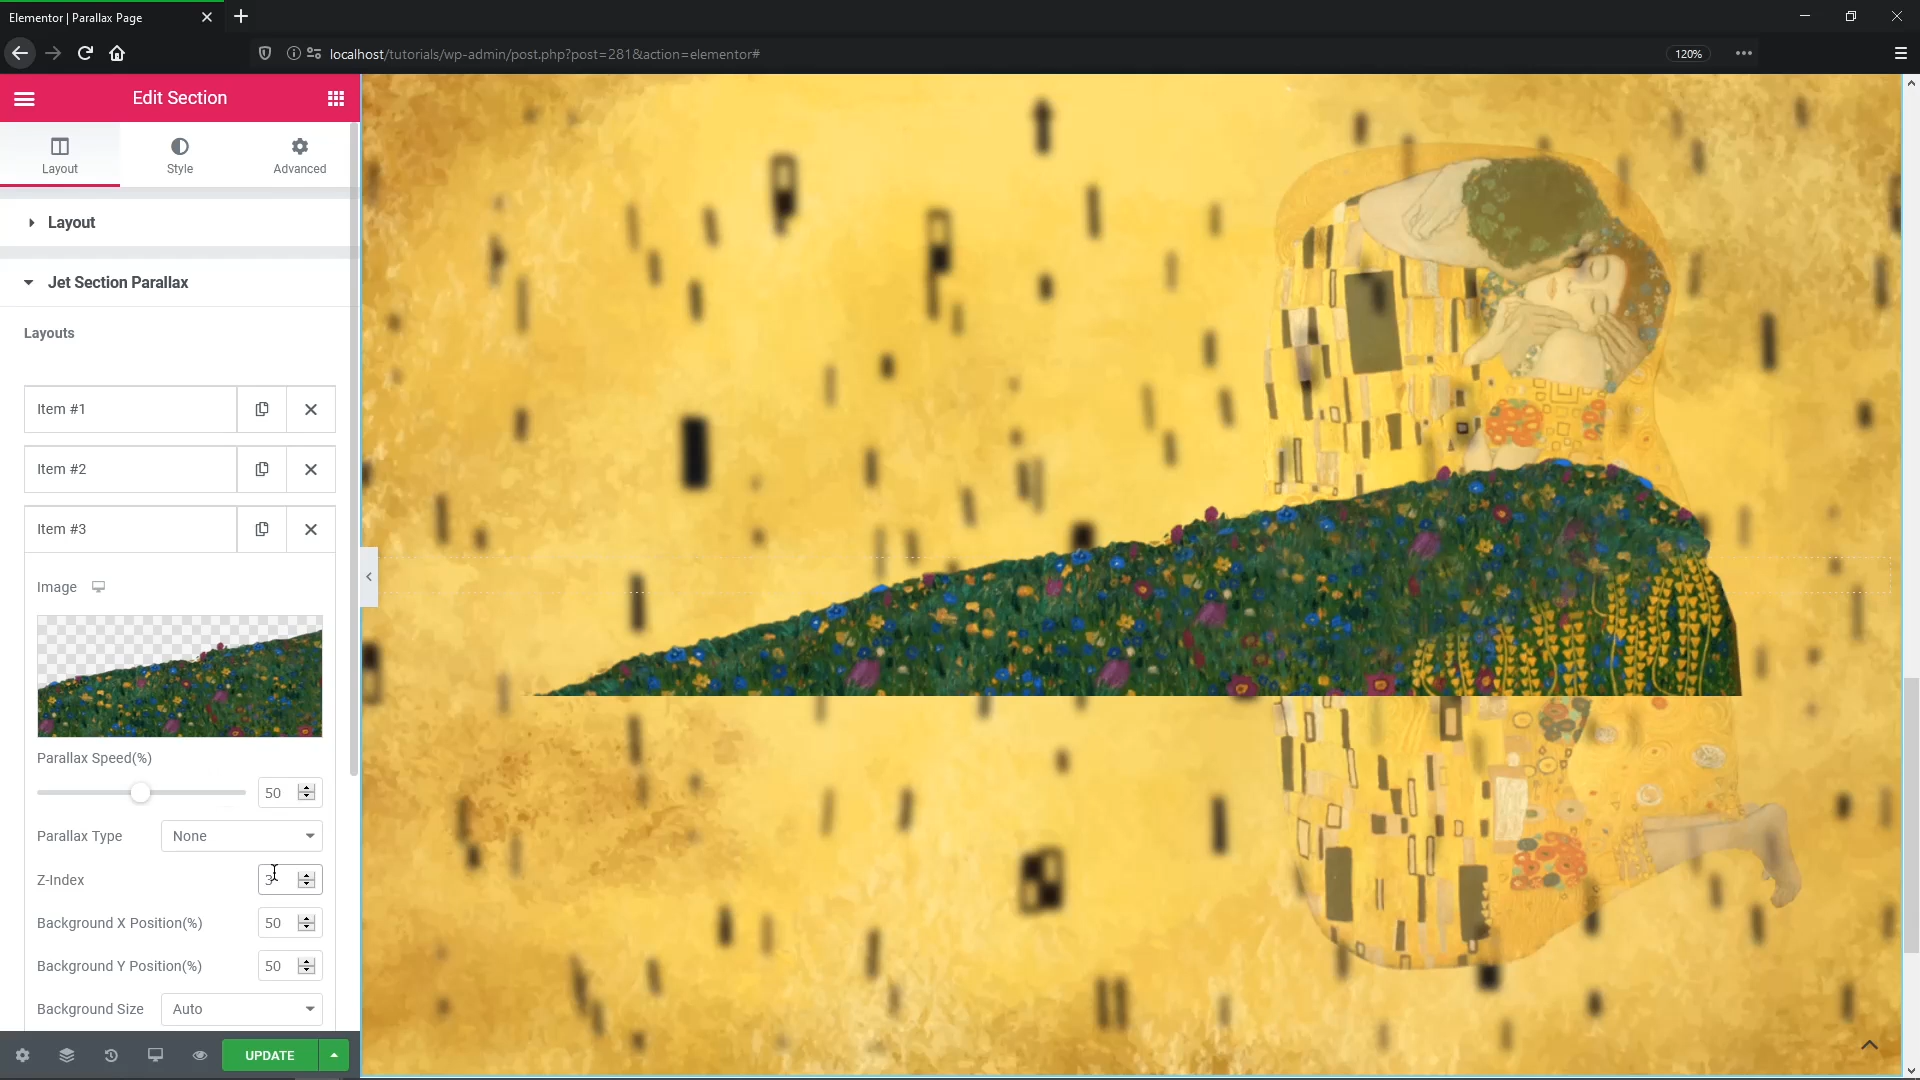 Elementor | Parallax Page
localhost/tutorials/wp-admin/post.php?post=281&action=elementor#
120%
Edit Section
Layout
Style
Advanced
Layout
Jet Section Parallax
Layouts
Item #1
Item #2
Item #3
Image
Parallax Speed(%)
50
Parallax Type
None
Z-Index
3
Background X Position(%)
50
Background Y Position(%)
50
Background Size
Auto
UPDATE